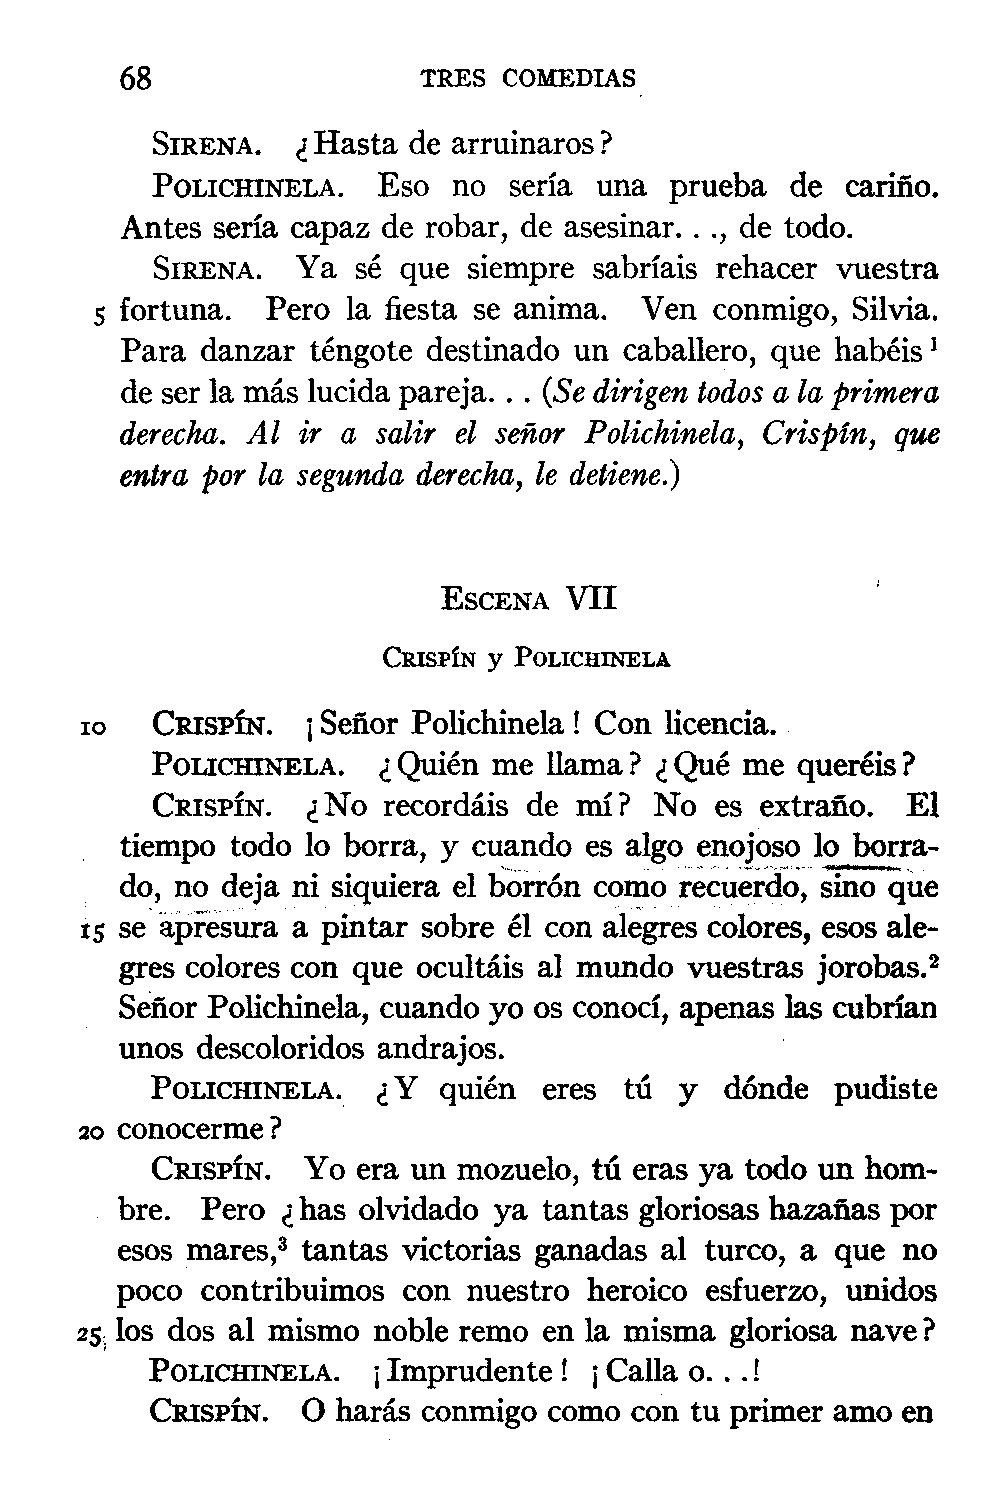 68 TRES COMEDIAS
SIRENA. ¿Hasta de arruinaros?
POLICHINELA. Eso no sería una prueba de cariño.
Antes sería capaz de robar, de asesinar. . ., de todo.
SIRENA. Ya sé que siempre sabríais rehacer vuestra
5 fortuna. Pero la fiesta se anima. Ven conmigo, Silvia.
Para danzar téngote destinado un caballero, que habéis¹
de ser la más lucida pareja. . . (Se dirigen todos a la primera
derecha. Al ir a salir el señor Polichinela, Crispín, que
entra por la segunda derecha, le detiene.)
ESCENA VII
CRISPÍN y POLICHINELA
10 CRISPÍN. ¡Señor Polichinela! Con licencia.
POLICHINELA. ¿Quién me llama? ¿Qué me queréis?
CRISPÍN. ¿No recordáis de mí? No es extraño. El
tiempo todo lo borra, y cuando es algo enojoso lo borra-
do, no deja ni siquiera el borrón como recuerdo, sino que
15 se apresura a pintar sobre él con alegres colores, esos ale-
gres colores con que ocultáis al mundo vuestras jorobas.²
Señor Polichinela, cuando yo os conocí, apenas las cubrían
unos descoloridos andrajos.
POLICHINELA. ¿Y quién eres tú y dónde pudiste
20 conocerme?
CRISPÍN. Yo era un mozuelo, tú eras ya todo un hom-
bre. Pero ¿has olvidado ya tantas gloriosas hazañas por
esos mares,³ tantas victorias ganadas al turco, a que no
poco contribuimos con nuestro heroico esfuerzo, unidos
25 los dos al mismo noble remo en la misma gloriosa nave?
POLICHINELA. ¡Imprudente! ¡Calla o. . .!
CRISPÍN. O harás conmigo como con tu primer amo en